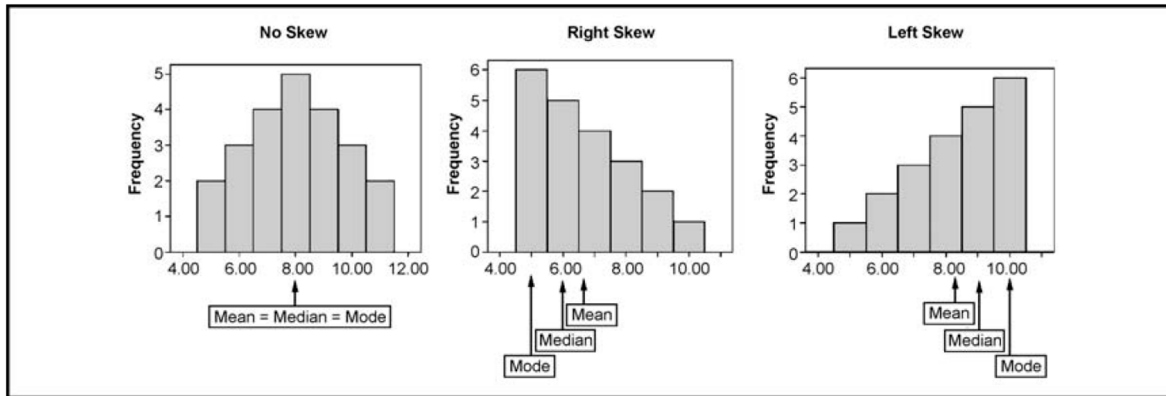 No Skew
Frequency
5
4
3
2
1
0
4.00 6.00 8.00 10.00 12.00
Mean = Median = Mode
Right Skew
Frequency
6
5
4
3
2
1
0
4.00 6.00 8.00 10.00
Mean
Median
Mode
Left Skew
Frequency
6
5
4
3
2
1
0
4.00 6.00 8.00 10.00
Mean
Median
Mode